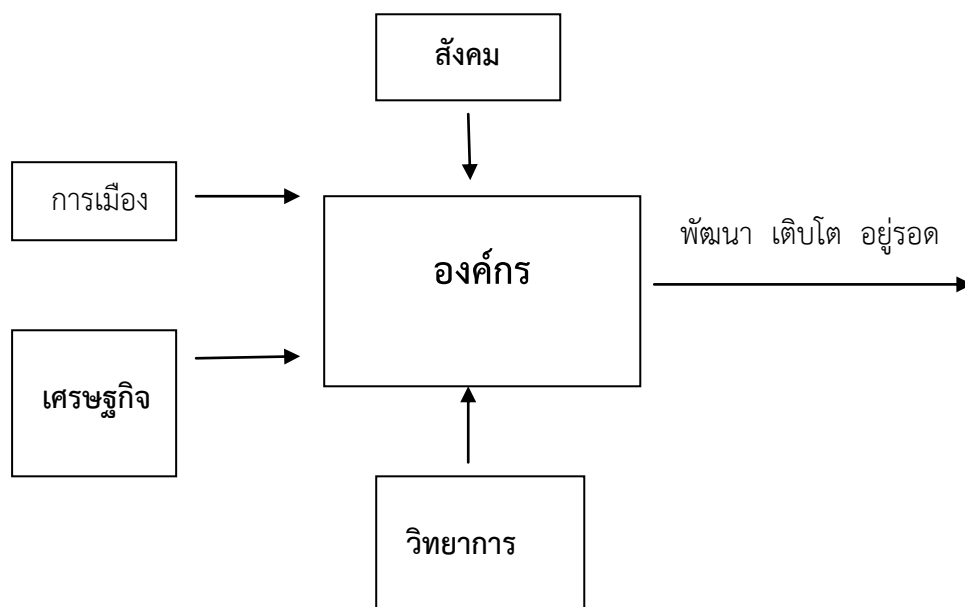 สังคม
การเมือง
องค์กร
พัฒนา เติบโต อยู่รอด
เศรษฐกิจ
วิทยาการ